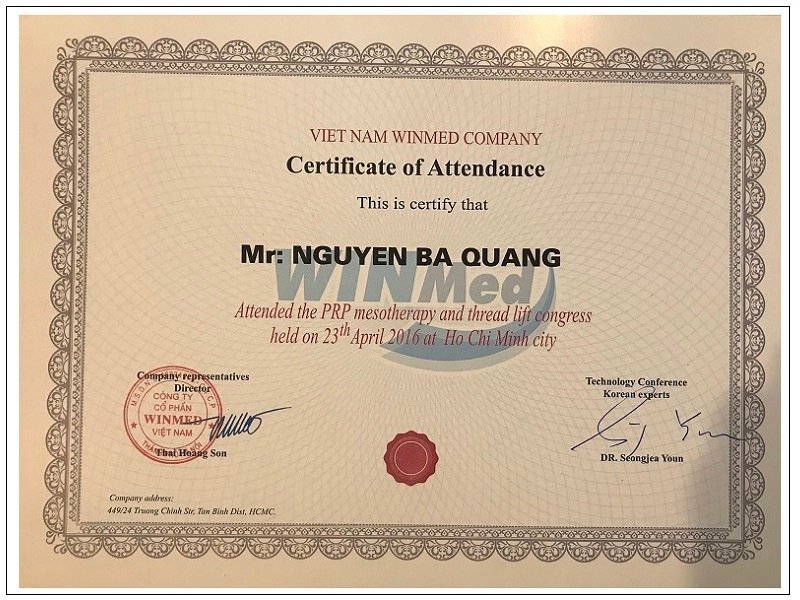 VIET NAM WINMED COMPANY
Certificate of Attendance
This is certify that
Mr: NGUYEN BA QUANG
WINMed
Attended the PRP mesotherapy and thread lift congress
held on 23th April 2016 at Ho Chi Minh city
Company representatives
Director
CÔNG TY
CỔ PHẦN
WINMED
VIỆT NAM
Thai Hoang Son
Technology Conference
Korean experts
DR. Seongjea Youn
Company address:
449/24 Truong Chinh Str, Tan Binh Dist, HCMC.